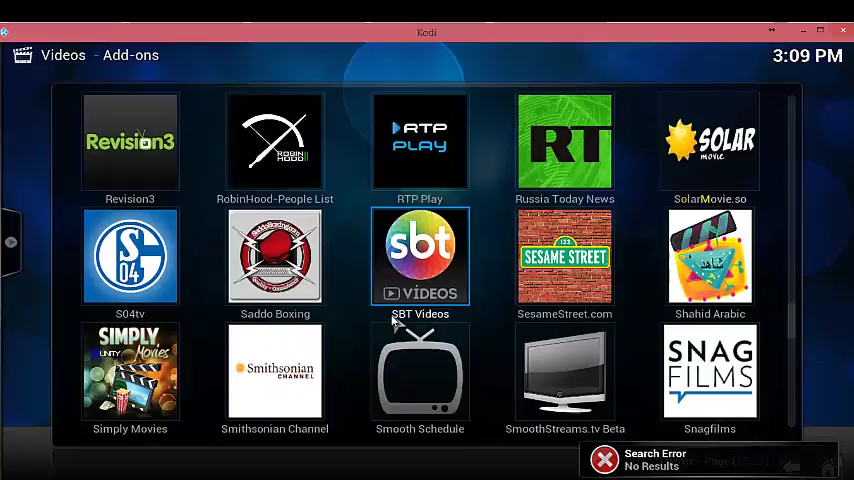 Kodi
Videos - Add-ons
3:09 PM
Revision3
ROBIN
HOOD
RTP
PLAY
RT
SOLAR
movie
Revision3
RobinHood-People List
RTP Play
Russia Today News
SolarMovie.so
S
04
sbt
VIDEOS
123
SESAME STREET
شاهد
S04tv
Saddo Boxing
SBT Videos
SesameStreet.com
Shahid Arabic
SIMPLY
UNITY Movies
Smithsonian
CHANNEL
SNAG
FILMS
Simply Movies
Smithsonian Channel
Smooth Schedule
SmoothStreams.tv Beta
Snagfilms
Search Error
No Results